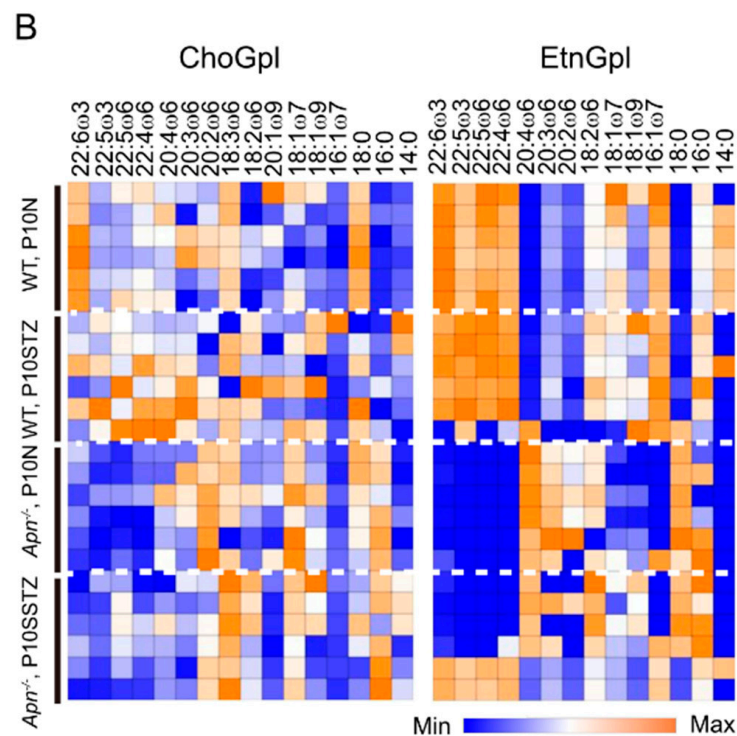 B
ChoGpl
EtnGpl
22:6ω3
22:5ω3
22:5ω6
22:4ω6
20:4ω6
20:3ω6
20:2ω6
18:3ω6
18:2ω6
20:1ω9
18:1ω7
18:1ω9
16:1ω7
18:0
16:0
14:0
22:6ω3
22:5ω3
22:5ω6
22:4ω6
20:4ω6
20:3ω6
20:2ω6
18:2ω6
18:1ω7
18:1ω9
16:1ω7
18:0
16:0
14:0
WT, P10N
WT, P10STZ
Apn-/-, P10N
Apn-/-, P10SSTZ
Min
Max